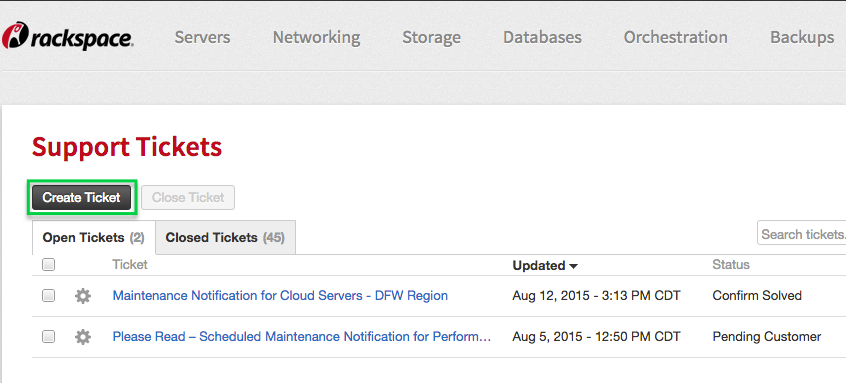 rackspace. Servers Networking Storage Databases Orchestration Backups
Support Tickets
Create Ticket Close Ticket
Open Tickets (2) Closed Tickets (45) Search tickets.
Ticket Updated Status
Maintenance Notification for Cloud Servers - DFW Region Aug 12, 2015 - 3:13 PM CDT Confirm Solved
Please Read – Scheduled Maintenance Notification for Perform… Aug 5, 2015 - 12:50 PM CDT Pending Customer